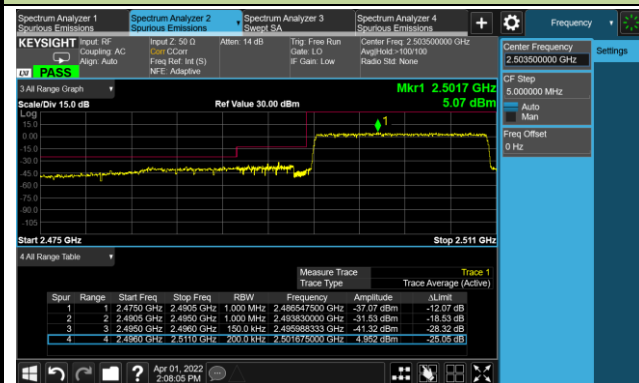 Spectrum Analyzer 1
Spurious Emissions
Spectrum Analyzer 2
Spurious Emissions
Spectrum Analyzer 3
Swept SA
Spectrum Analyzer 4
Spurious Emissions
+
Frequency
KEYSIGHT
Input: RF
Coupling: AC
Align: Auto
Input Z: 50 Ω
Corr CCorr
Freq Ref: Int (S)
NFE: Adaptive
Atten: 14 dB
Trig: Free Run
Gate: LO
IF Gain: Low
Center Freq: 2.503500000 GHz
Avg|Hold:>100/100
Radio Std: None
LXI
PASS
Center Frequency
2.503500000 GHz
Settings
CF Step
5.000000 MHz
Auto
Man
Freq Offset
0 Hz
3 All Range Graph
Mkr1 2.5017 GHz
Scale/Div 15.0 dB
Ref Value 30.00 dBm
5.07 dBm
Log
15.0
0.00
-15.0
-30.0
-45.0
-60.0
-75.0
-90.0
-105
1
Start 2.475 GHz
Stop 2.511 GHz
4 All Range Table
Measure Trace Trace 1
Trace Type Trace Average (Active)
Spur Range Start Freq Stop Freq RBW Frequency Amplitude ΔLimit
1 1 2.4750 GHz 2.4905 GHz 1.000 MHz 2.486547500 GHz -37.07 dBm -12.07 dB
2 2 2.4905 GHz 2.4950 GHz 1.000 MHz 2.493830000 GHz -31.53 dBm -18.53 dB
3 3 2.4950 GHz 2.4960 GHz 150.0 kHz 2.495988333 GHz -41.32 dBm -28.32 dB
4 4 2.4960 GHz 2.5110 GHz 200.0 kHz 2.501675000 GHz 4.952 dBm -25.05 dB
?
Apr 01, 2022
2:08:05 PM